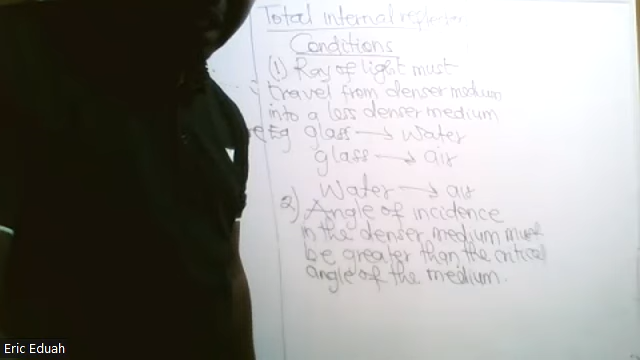 Total internal reflection
Conditions
(1) Ray of light must
travel from denser medium
into a less denser medium
Eg glass → water
glass → air
Water → air
2) Angle of incidence
in the denser medium must
be greater than the critical
angle of the medium.
Eric Eduah